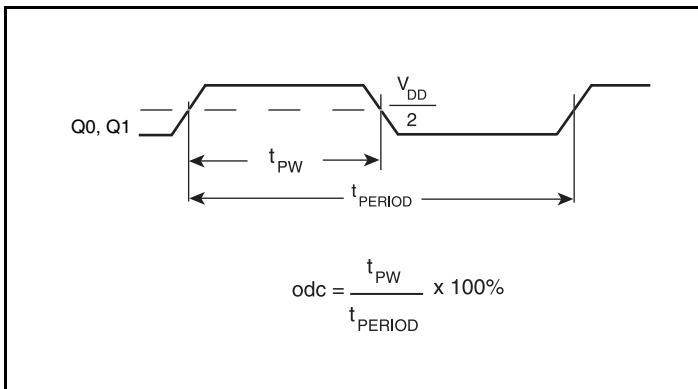 V_DD
2
Q0, Q1
t_PW
t_PERIOD
odc = t_PW / t_PERIOD x 100%